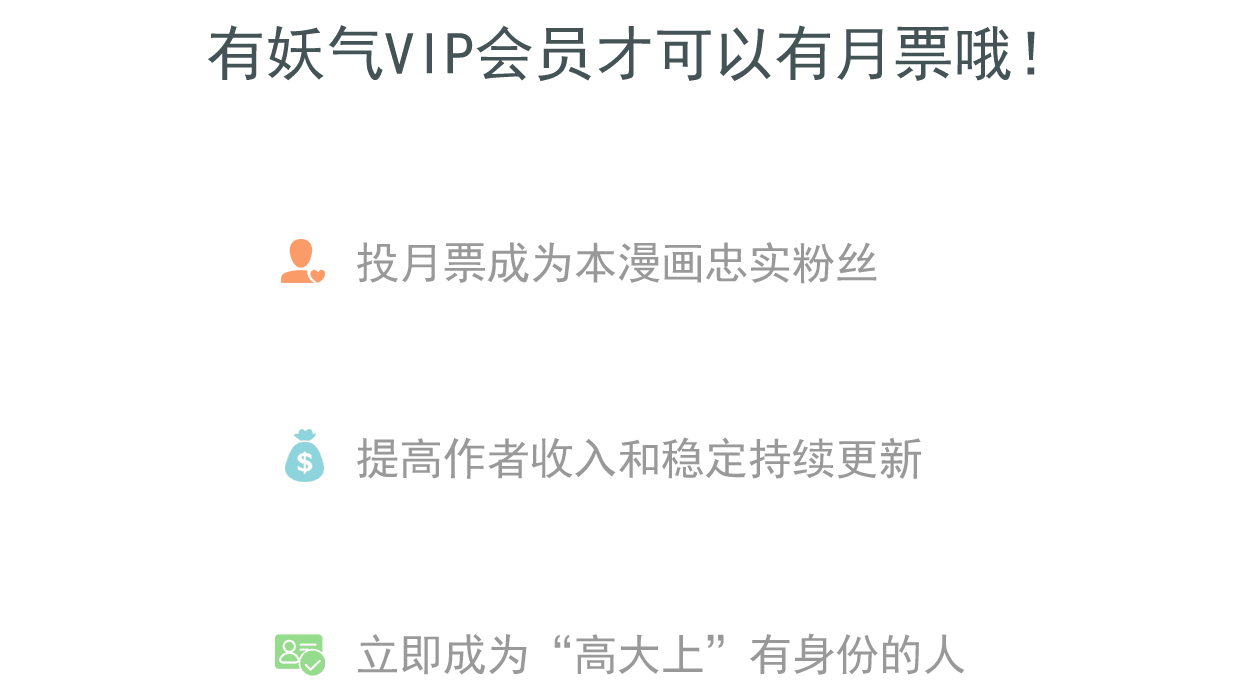 有妖气VIP会员才可以有月票哦！
投月票成为本漫画忠实粉丝
$
提高作者收入和稳定持续更新
立即成为“高大上”有身份的人